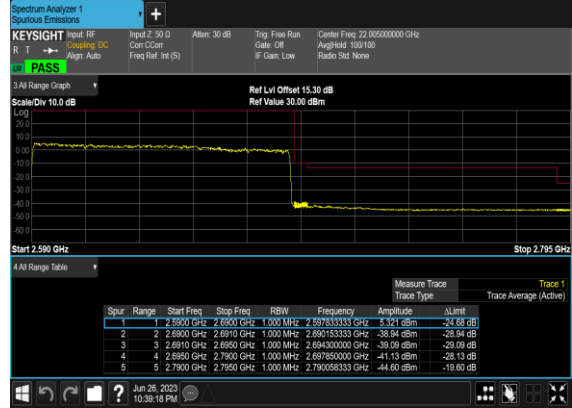 Spectrum Analyzer 1
Spurious Emissions
+
KEYSIGHT Input: RF Input Z: 50 Ω Atten: 30 dB Trig: Free Run Center Freq: 22.005000000 GHz
R T Coupling: DC Corr CCorr Gate: Off Avg|Hold: 100/100
Align: Auto Freq Ref: Int (S) IF Gain: Low Radio Std: None
LW PASS
3 All Range Graph
Ref Lvl Offset 15.30 dB
Scale/Div 10.0 dB Ref Value 30.00 dBm
Log
20.0
10.0
0.00
-10.0
-20.0
-30.0
-40.0
-50.0
-60.0
Start 2.590 GHz Stop 2.795 GHz
4 All Range Table
Measure Trace Trace 1
Trace Type Trace Average (Active)
Spur Range Start Freq Stop Freq RBW Frequency Amplitude ΔLimit
1 1 2.5900 GHz 2.6900 GHz 1.000 MHz 2.597833333 GHz 5.321 dBm -24.68 dB
2 2 2.6900 GHz 2.6910 GHz 1.000 MHz 2.690153333 GHz -38.94 dBm -28.94 dB
3 3 2.6910 GHz 2.6950 GHz 1.000 MHz 2.694300000 GHz -39.09 dBm -29.09 dB
4 4 2.6950 GHz 2.7900 GHz 1.000 MHz 2.697850000 GHz -41.13 dBm -28.13 dB
5 5 2.7900 GHz 2.7950 GHz 1.000 MHz 2.790058333 GHz -44.60 dBm -19.60 dB
? Jun 26, 2023
10:39:18 PM